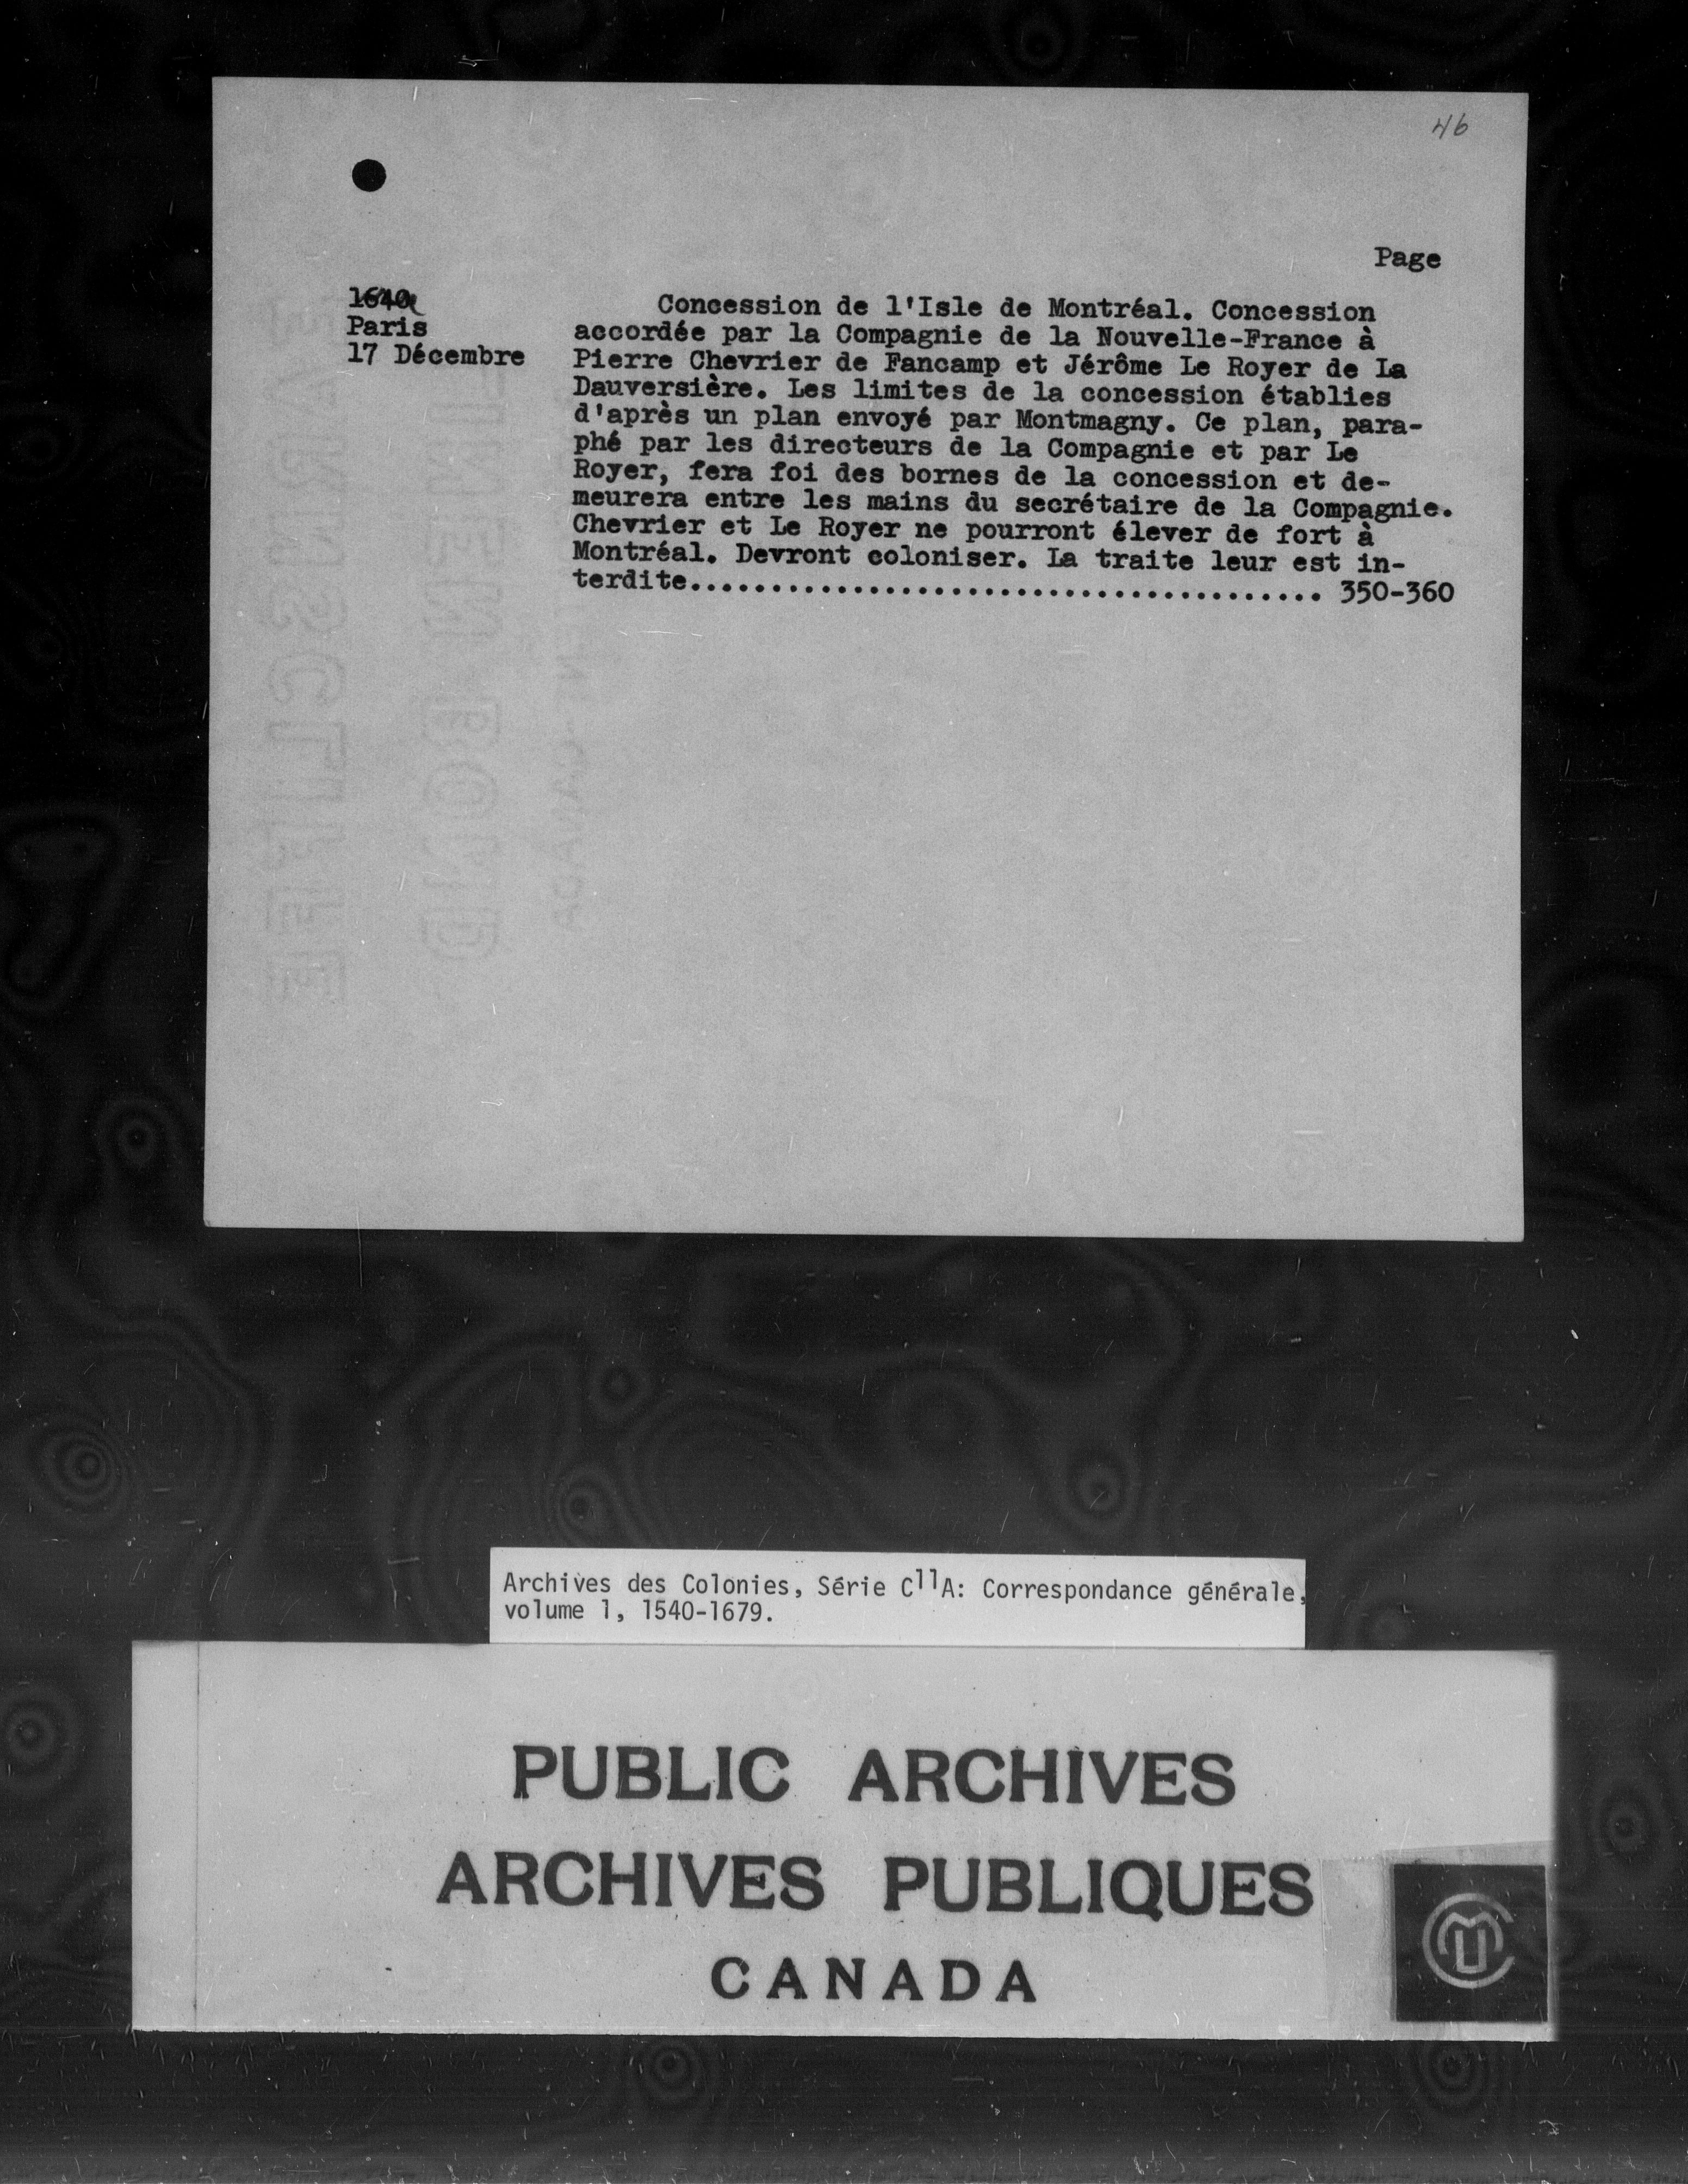 46
Page
1640
Paris
17 Décembre
Concession de l'Isle de Montréal. Concession
accordée par la Compagnie de la Nouvelle-France à
Pierre Chevrier de Fancamp et Jérôme Le Royer de La
Dauversière. Les limites de la concession établies
d'après un plan envoyé par Montmagny. Ce plan, para-
phé par les directeurs de la Compagnie et par Le
Royer, fera foi des bornes de la concession et de-
meurera entre les mains du secrétaire de la Compagnie.
Chevrier et Le Royer ne pourront élever de fort à
Montréal. Devront coloniser. La traite leur est in-
terdite........................................ 350-360
Archives des Colonies, Série C11A: Correspondance générale,
volume 1, 1540-1679.
PUBLIC ARCHIVES
ARCHIVES PUBLIQUES
CANADA